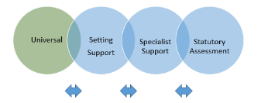 Universal
Setting
Support
Specialist
Support
Statutory
Assessment